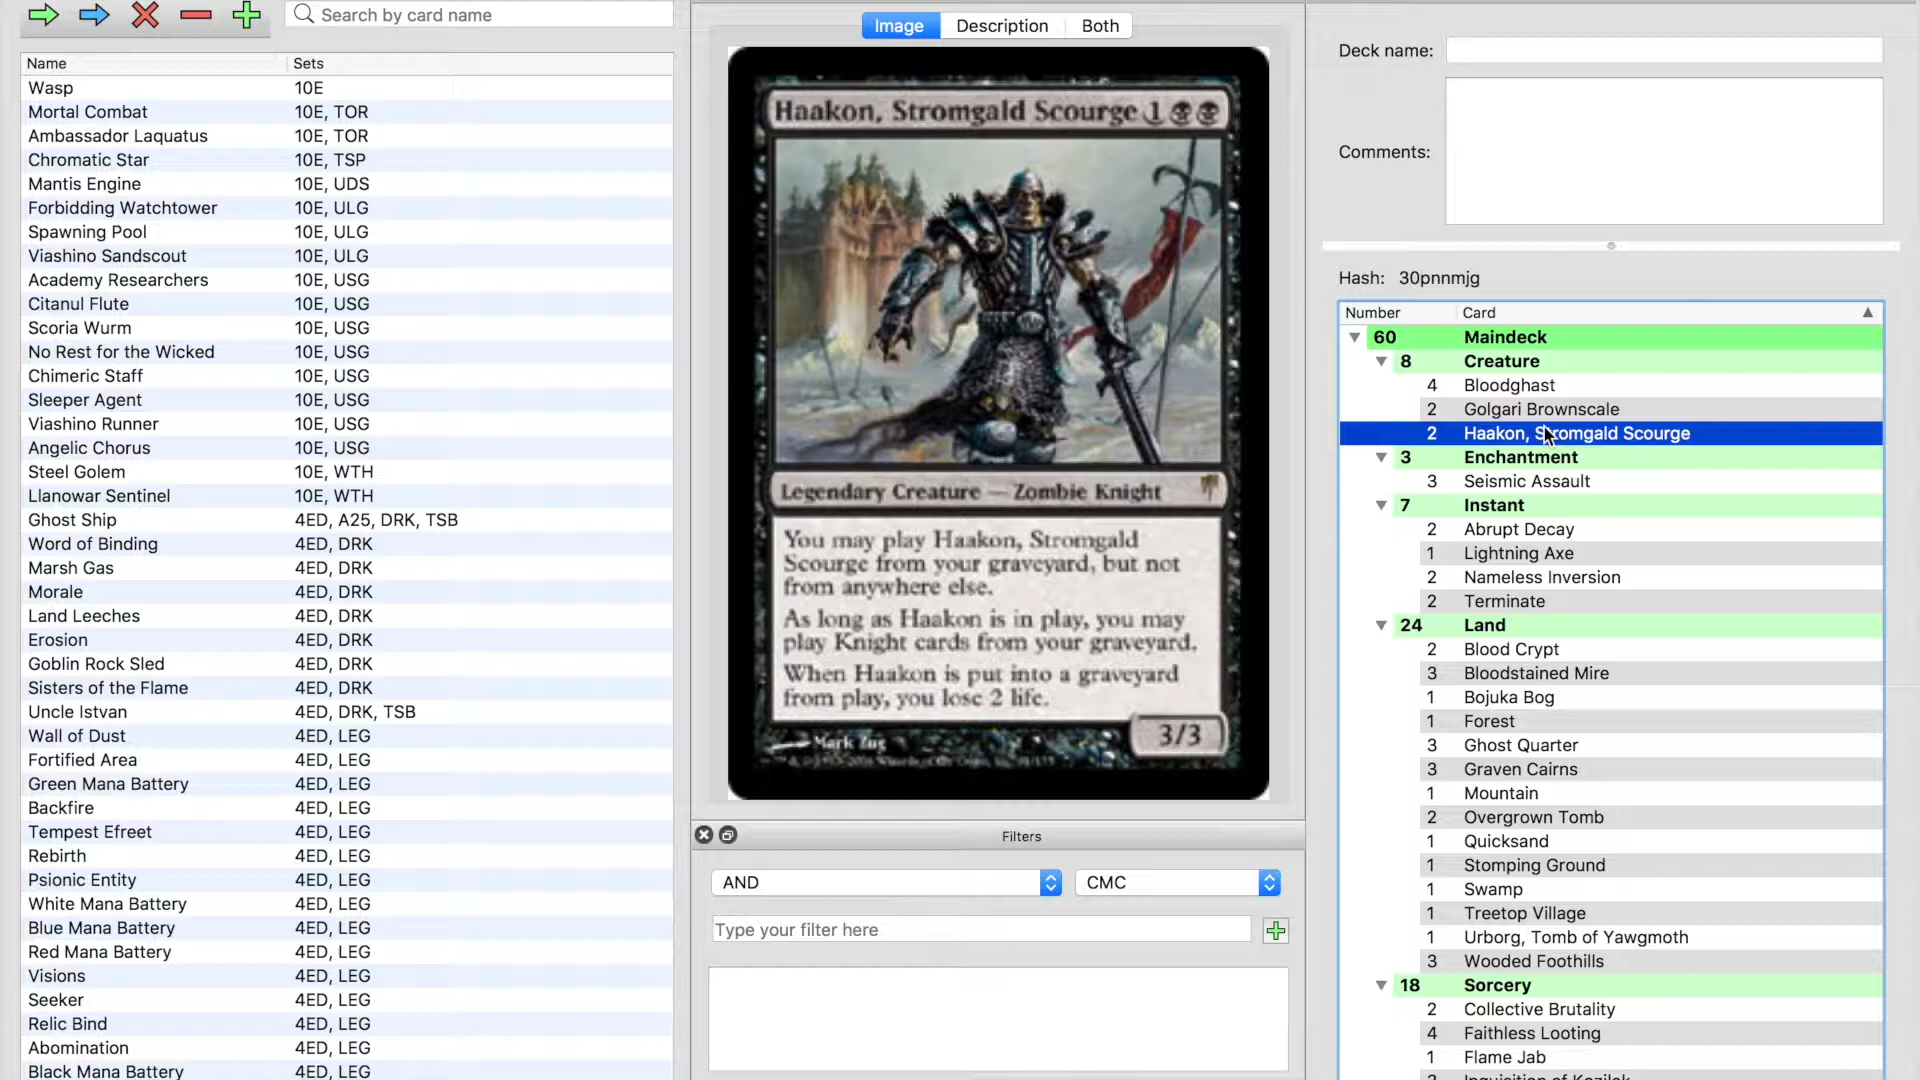 Search by card name
Name Sets
Wasp 10E
Mortal Combat 10E, TOR
Ambassador Laquatus 10E, TOR
Chromatic Star 10E, TSP
Mantis Engine 10E, UDS
Forbidding Watchtower 10E, ULG
Spawning Pool 10E, ULG
Viashino Sandscout 10E, ULG
Academy Researchers 10E, USG
Citanul Flute 10E, USG
Scoria Wurm 10E, USG
No Rest for the Wicked 10E, USG
Chimeric Staff 10E, USG
Sleeper Agent 10E, USG
Viashino Runner 10E, USG
Angelic Chorus 10E, USG
Steel Golem 10E, WTH
Llanowar Sentinel 10E, WTH
Ghost Ship 4ED, A25, DRK, TSB
Word of Binding 4ED, DRK
Marsh Gas 4ED, DRK
Morale 4ED, DRK
Land Leeches 4ED, DRK
Erosion 4ED, DRK
Goblin Rock Sled 4ED, DRK
Sisters of the Flame 4ED, DRK
Uncle Istvan 4ED, DRK, TSB
Wall of Dust 4ED, LEG
Fortified Area 4ED, LEG
Green Mana Battery 4ED, LEG
Backfire 4ED, LEG
Tempest Efreet 4ED, LEG
Rebirth 4ED, LEG
Psionic Entity 4ED, LEG
White Mana Battery 4ED, LEG
Blue Mana Battery 4ED, LEG
Red Mana Battery 4ED, LEG
Visions 4ED, LEG
Seeker 4ED, LEG
Relic Bind 4ED, LEG
Abomination 4ED, LEG
Black Mana Battery 4ED, LEG
Image Description Both
Haakon, Stromgald Scourge 1
Legendary Creature — Zombie Knight
You may play Haakon, Stromgald
Scourge from your graveyard, but not
from anywhere else.
As long as Haakon is in play, you may
play Knight cards from your graveyard.
When Haakon is put into a graveyard
from play, you lose 2 life.
3/3
Mark Zug
Filters
AND CMC
Type your filter here
Deck name:
Comments:
Hash: 30pnnmjg
Number Card
60 Maindeck
8 Creature
4 Bloodghast
2 Golgari Brownscale
2 Haakon, Stromgald Scourge
3 Enchantment
3 Seismic Assault
7 Instant
2 Abrupt Decay
1 Lightning Axe
2 Nameless Inversion
2 Terminate
24 Land
2 Blood Crypt
3 Bloodstained Mire
1 Bojuka Bog
1 Forest
3 Ghost Quarter
3 Graven Cairns
1 Mountain
2 Overgrown Tomb
1 Quicksand
1 Stomping Ground
1 Swamp
1 Treetop Village
1 Urborg, Tomb of Yawgmoth
3 Wooded Foothills
18 Sorcery
2 Collective Brutality
4 Faithless Looting
1 Flame Jab